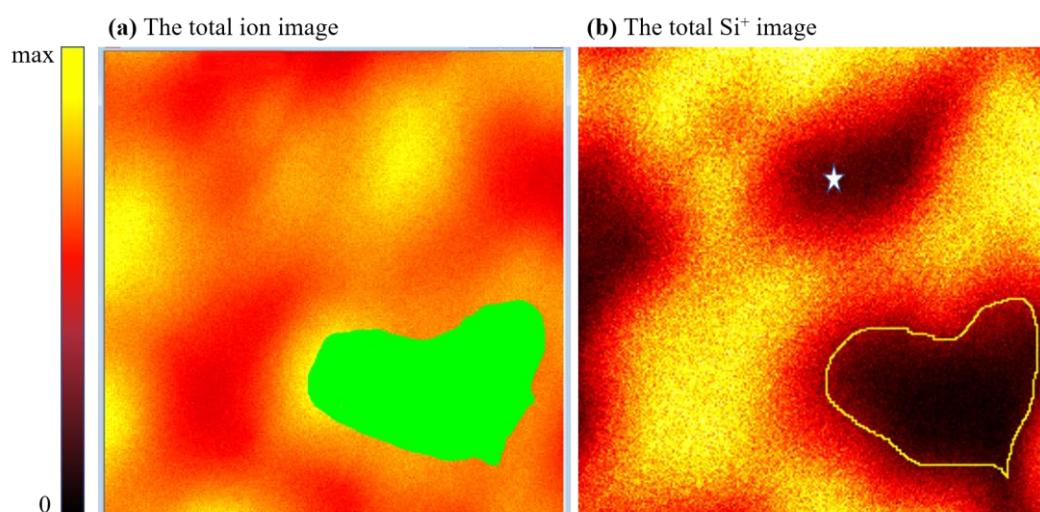 (a) The total ion image
(b) The total Si⁺ image
max
0